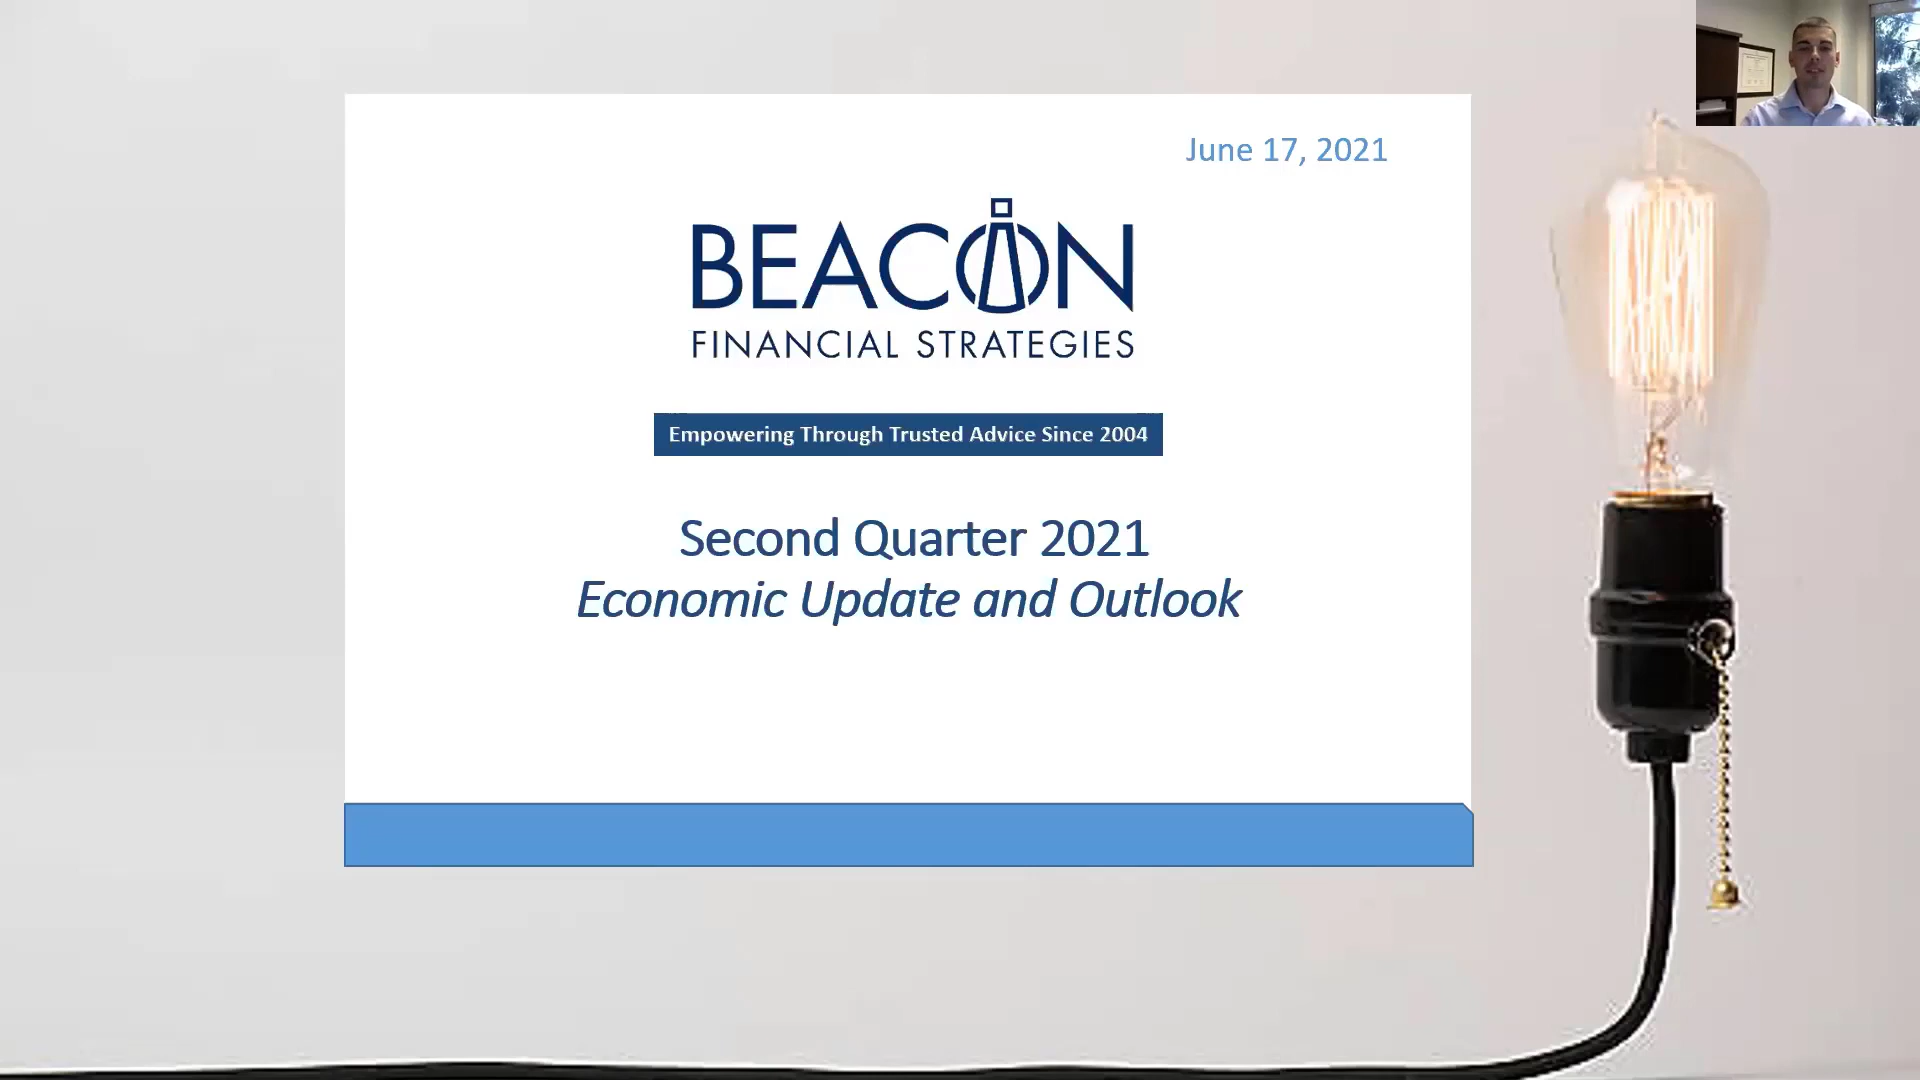 June 17, 2021
BEACON
FINANCIAL STRATEGIES
Empowering Through Trusted Advice Since 2004
Second Quarter 2021
Economic Update and Outlook